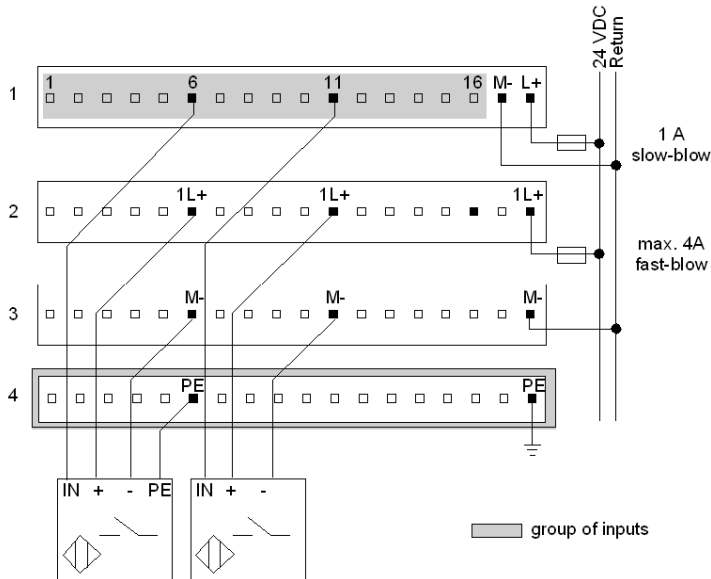 24 VDC
Return
1 1 6 11 16 M- L+
1 A
slow-blow
2 1L+ 1L+ 1L+
max. 4A
fast-blow
3 M- M- M-
4 PE PE
IN + - PE IN + -
group of inputs